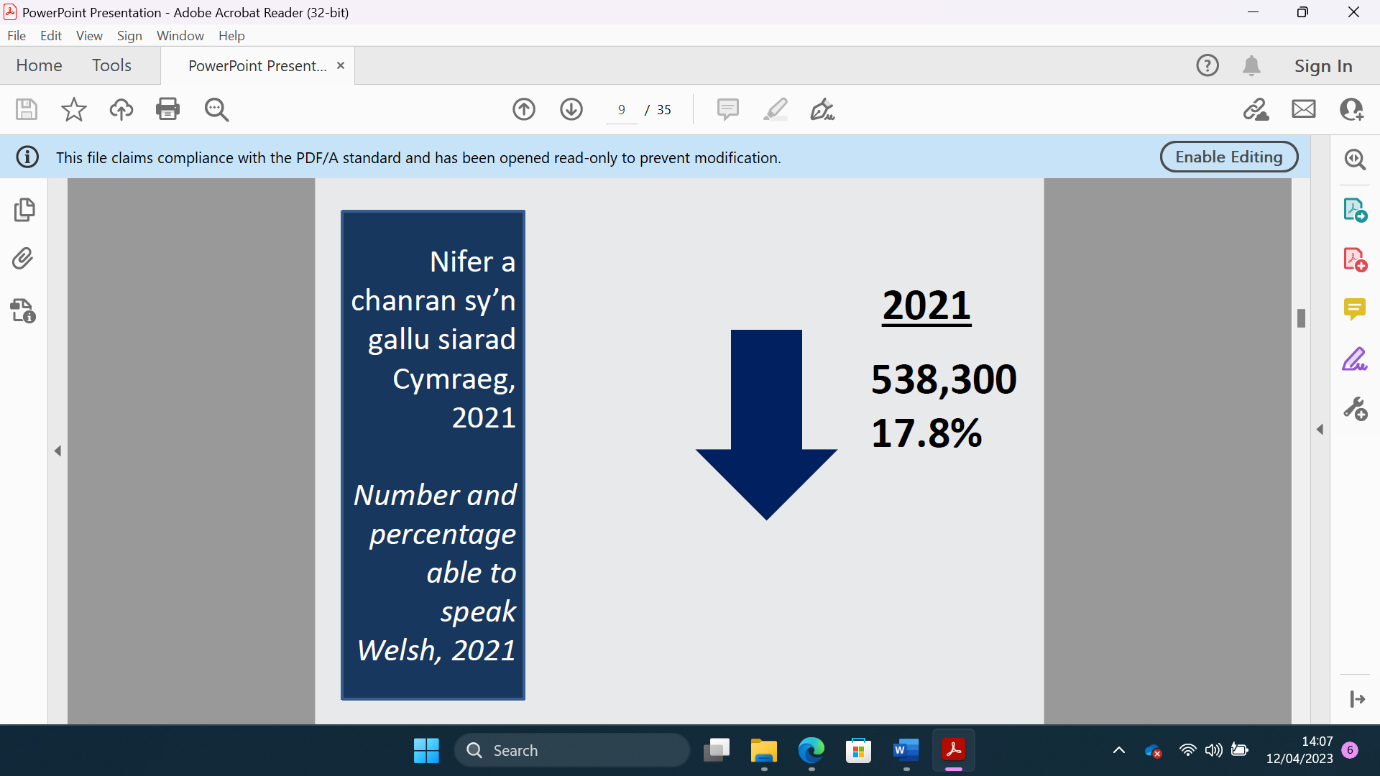 PowerPoint Presentation - Adobe Acrobat Reader (32-bit)
File Edit View Sign Window Help
Home Tools PowerPoint Present... × Sign In
9 / 35
This file claims compliance with the PDF/A standard and has been opened read-only to prevent modification.
Enable Editing
Nifer a
chanran sy’n
gallu siarad
Cymraeg,
2021
Number and
percentage
able to
speak
Welsh, 2021
2021
538,300
17.8%
Search
14:07
12/04/2023
6